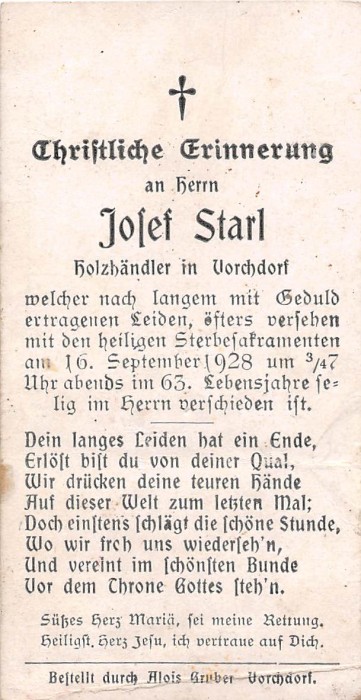 Christliche Erinnerung
an Herrn
Josef Starl
Holzhändler in Vorchdorf
welcher nach langem mit Geduld
ertragenen Leiden, öfters versehen
mit den heiligen Sterbesakramenten
am 16. September 1928 um ¾7
Uhr abends im 63. Lebensjahre se-
lig im Herrn verschieden ist.
Dein langes Leiden hat ein Ende,
Erlöst bist du von deiner Qual,
Wir drücken deine teuren Hände
Auf dieser Welt zum letzten Mal;
Doch einstens schlägt die schöne Stunde,
Wo wir froh uns wiederseh'n,
Und vereint im schönsten Bunde
Vor dem Throne Gottes steh'n.
Süßes Herz Mariä, sei meine Rettung.
Heiligst. Herz Jesu, ich vertraue auf Dich.
Bestellt durch Alois Gruber Vorchdorf.